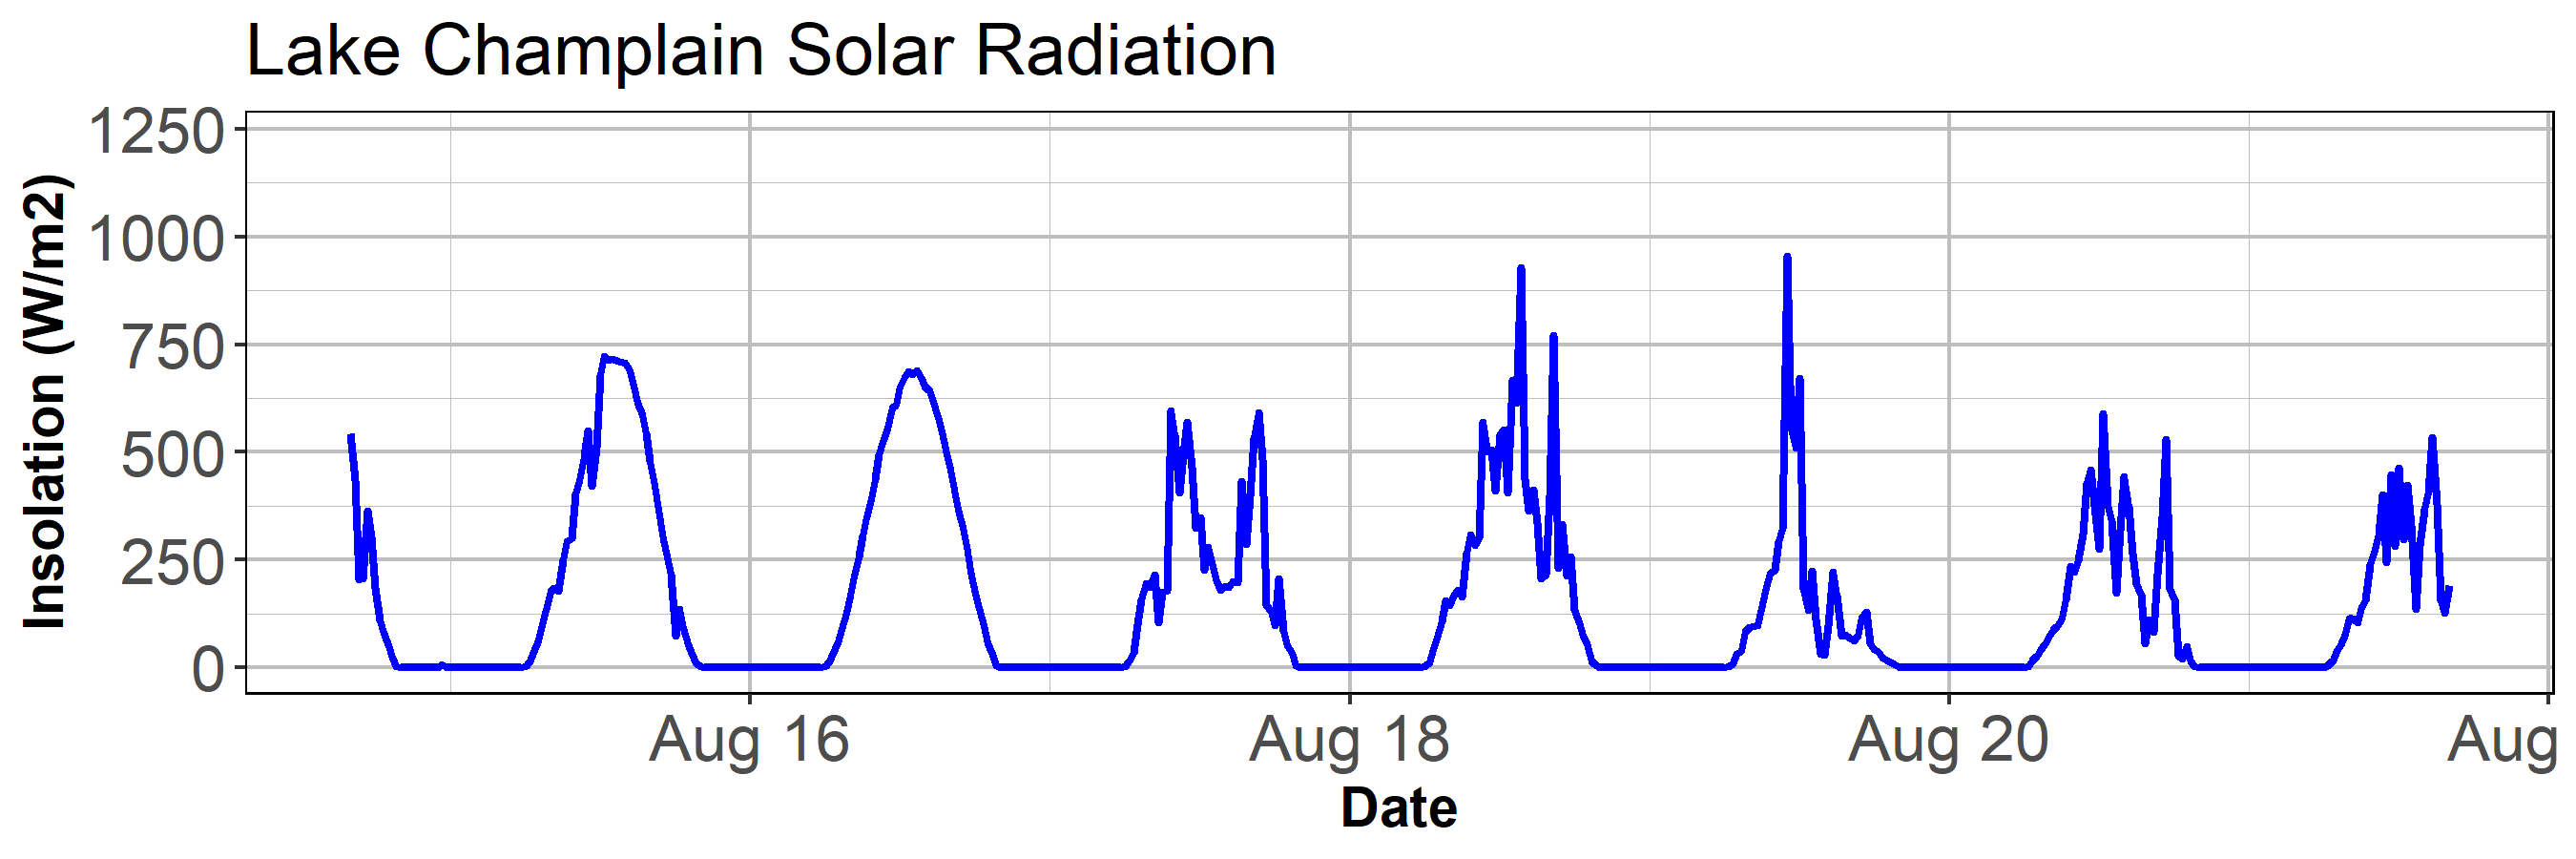 Lake Champlain Solar Radiation
1250
1000
750
500
250
0
Insolation (W/m2)
Aug 16
Aug 18
Aug 20
Aug
Date